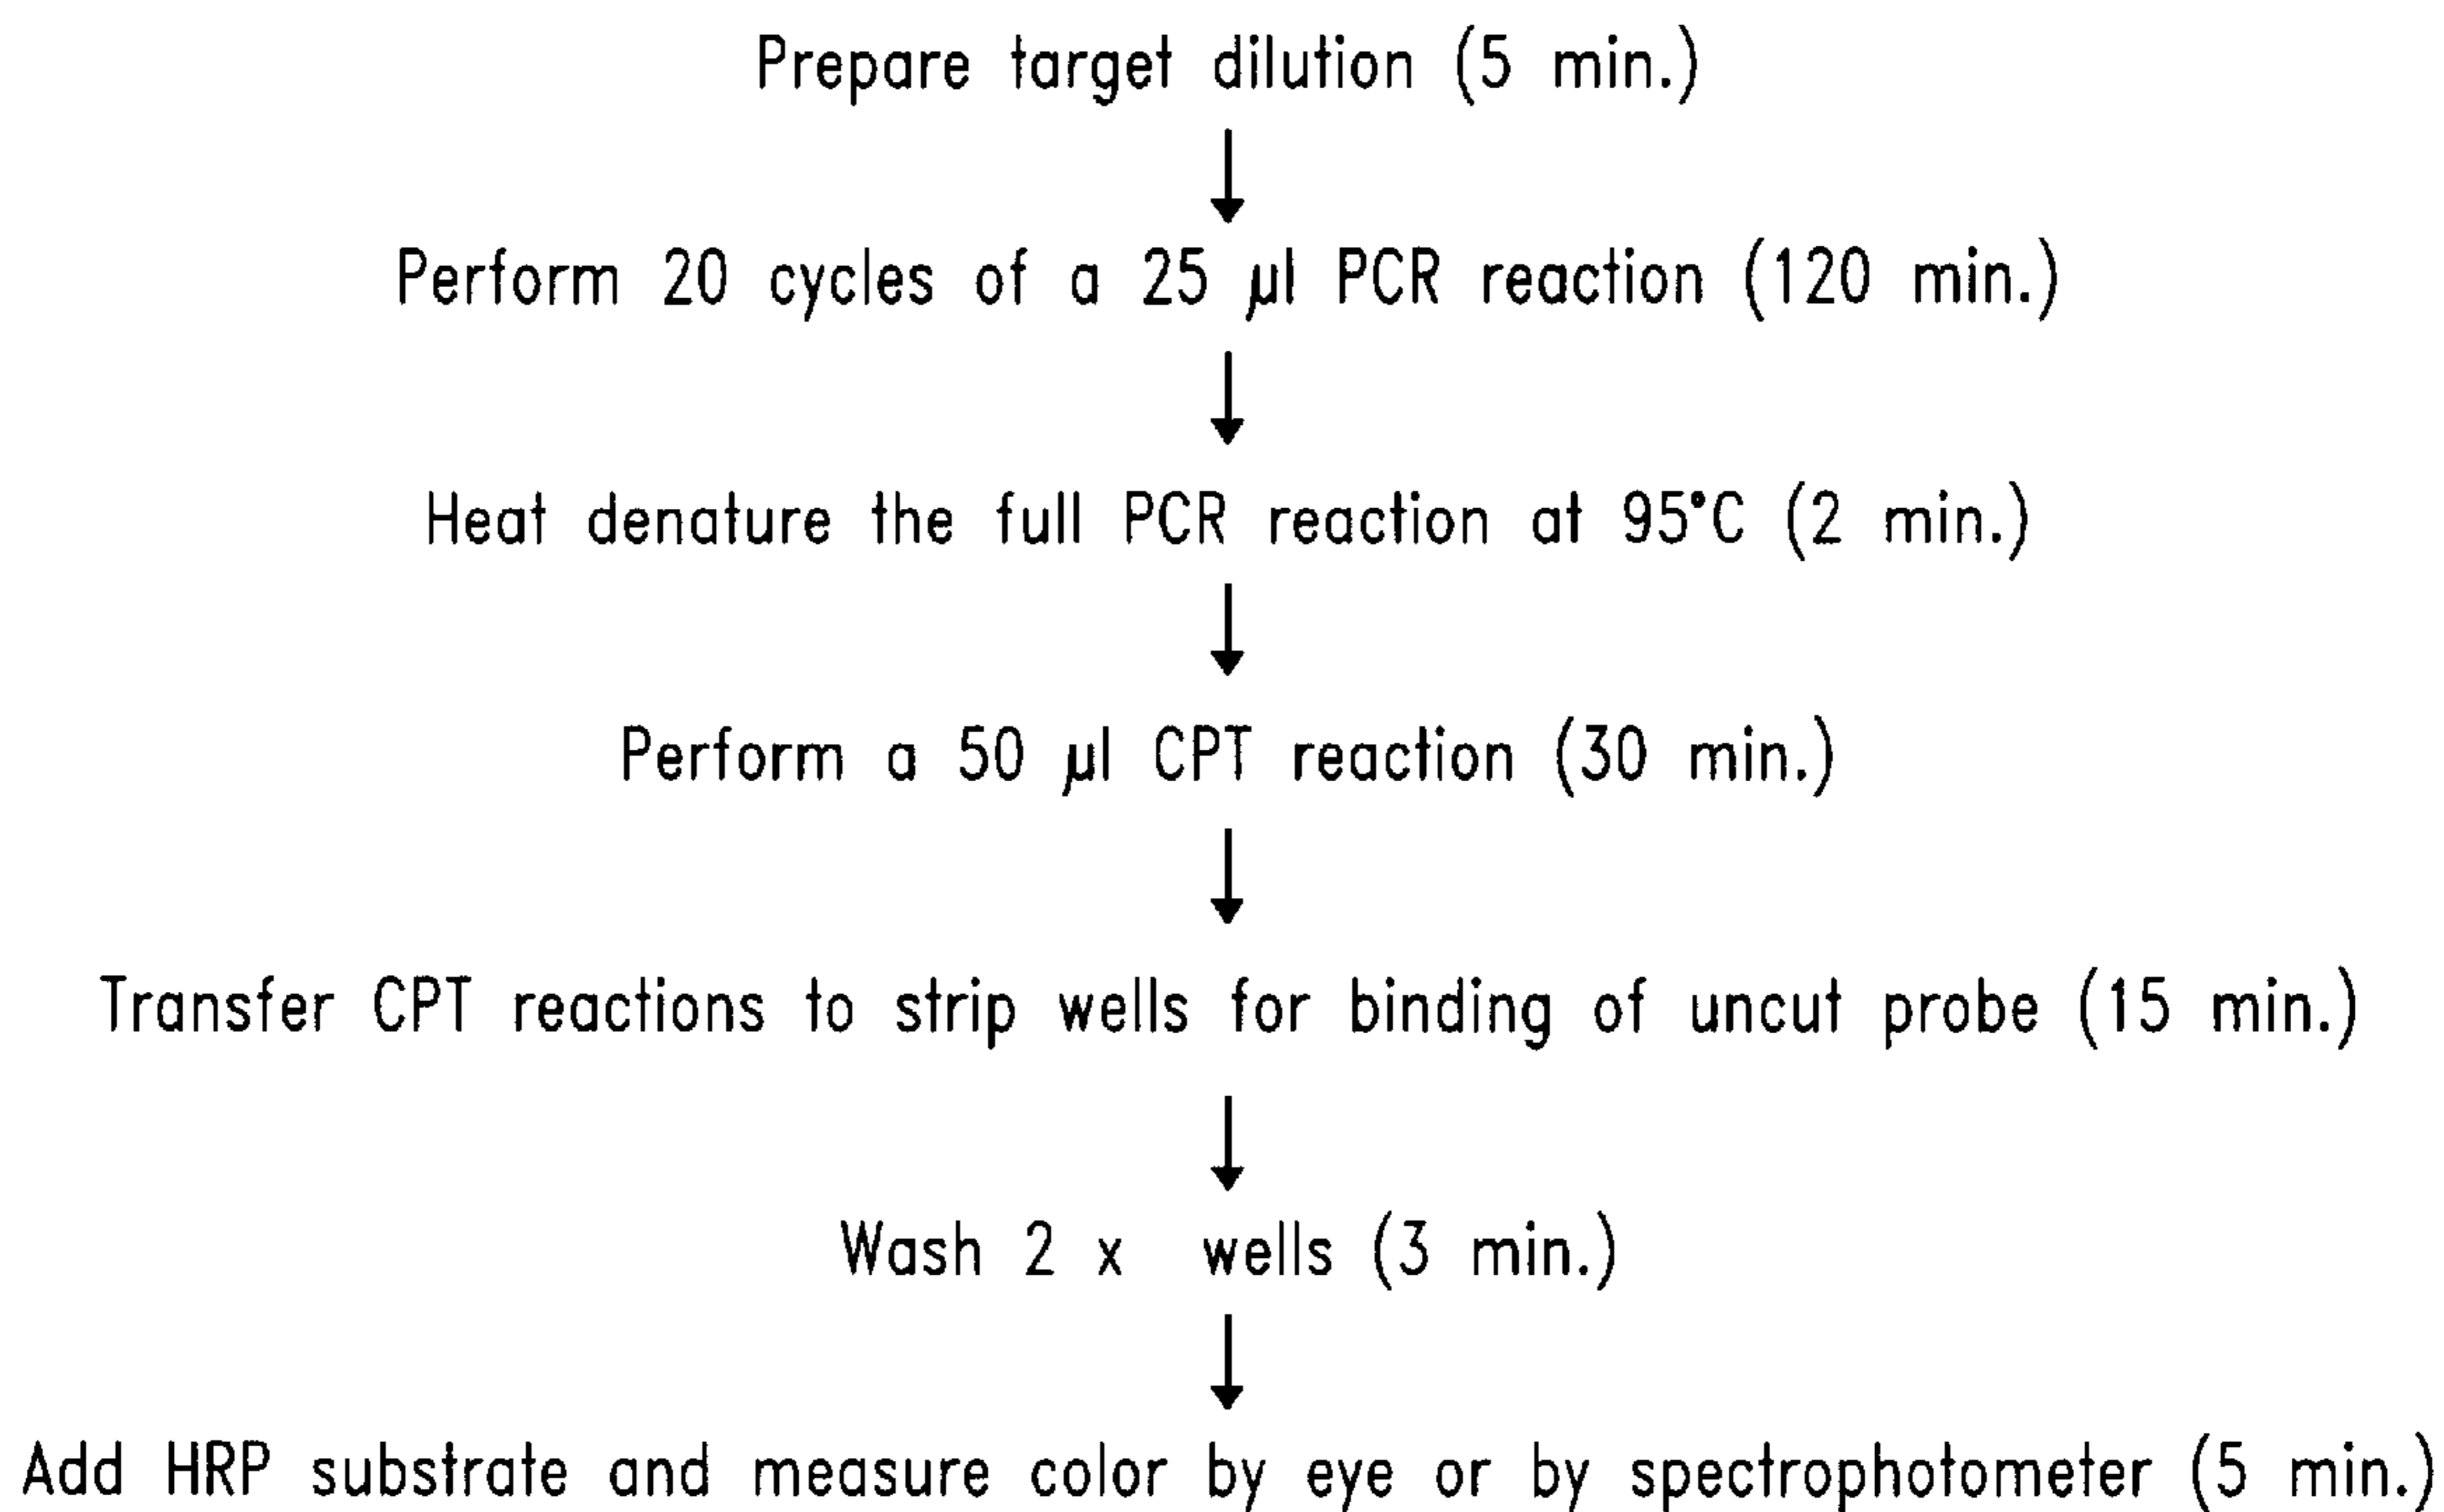 Prepare target dilution (5 min.)
Perform 20 cycles of a 25 µl PCR reaction (120 min.)
Heat denature the full PCR reaction at 95°C (2 min.)
Perform a 50 µl CPT reaction (30 min.)
Transfer CPT reactions to strip wells for binding of uncut probe (15 min.)
Wash 2 x wells (3 min.)
Add HRP substrate and measure color by eye or by spectrophotometer (5 min.)